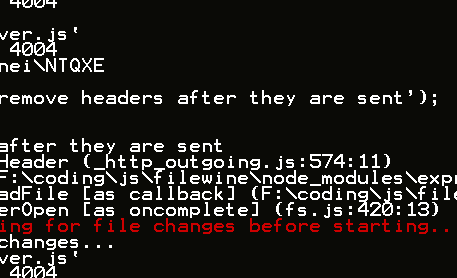 4004
ver.js'
4004
nei\NTQXE
remove headers after they are sent');
after they are sent
Header (_http_outgoing.js:574:11)
F:\coding\js\filewine\node_modules\expr
adFile [as callback] (F:\coding\js\file
erOpen [as oncomplete] (fs.js:420:13)
ing for file changes before starting..
changes...
ver.js'
4004